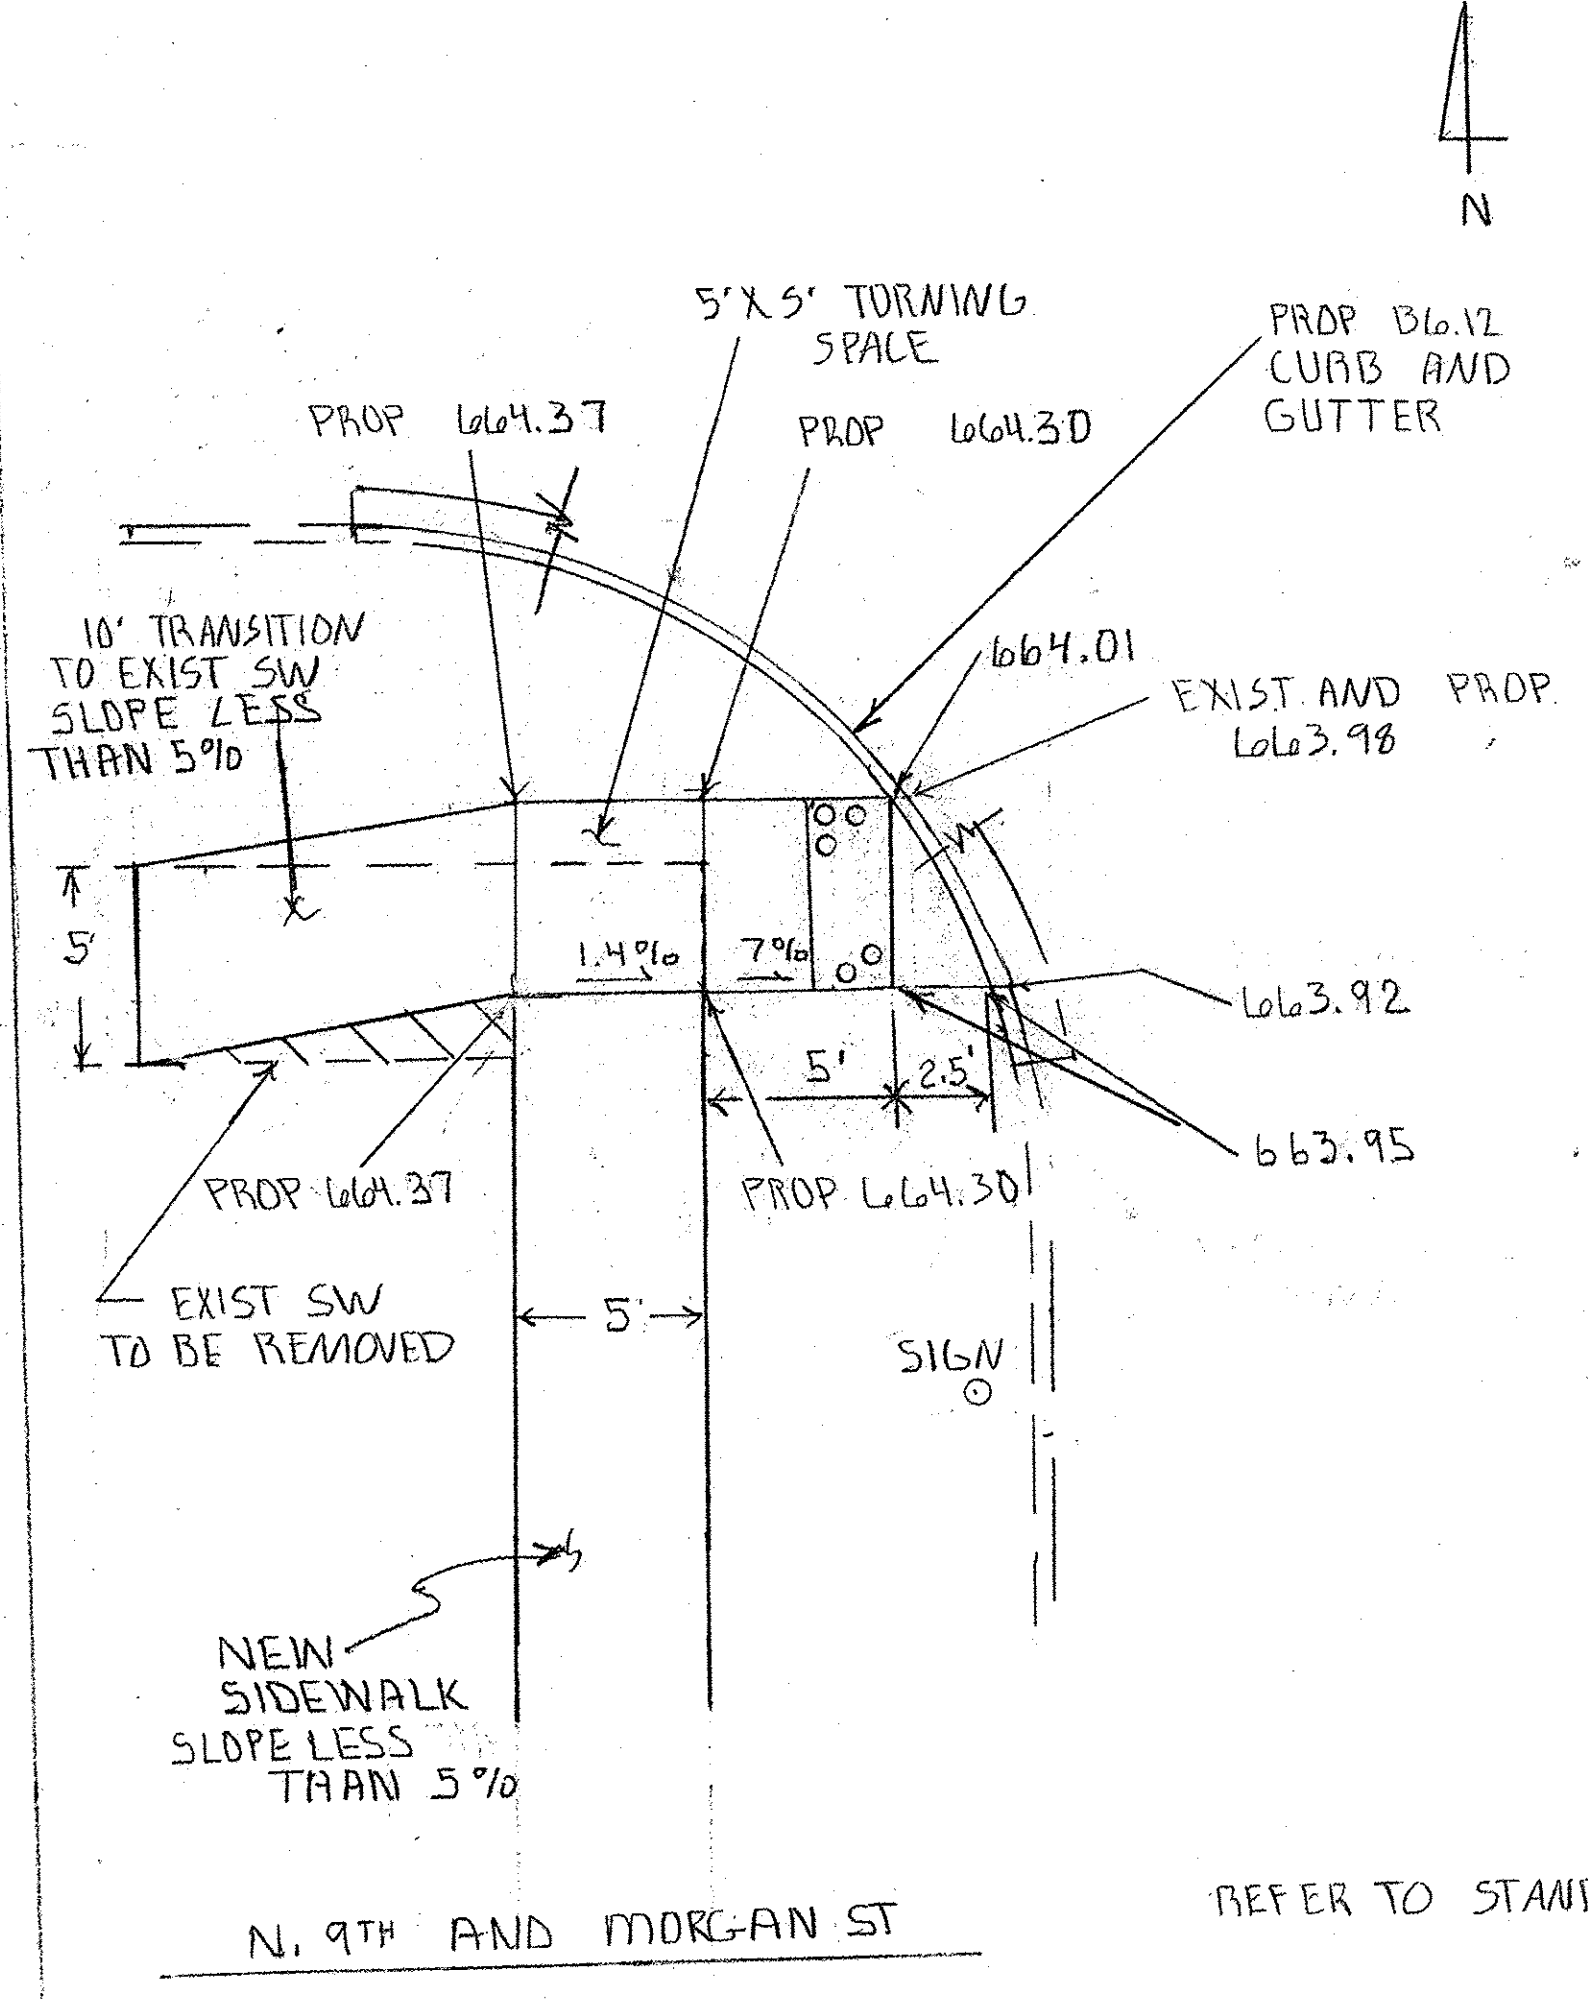 N
5'X5' TURNING
SPACE
PROP B6.12
CURB AND
GUTTER
PROP 664.37
PROP 664.30
10' TRANSITION
TO EXIST SW
SLOPE LESS
THAN 5%
664.01
EXIST. AND PROP.
663.98
5'
1.4%
7%
663.92
5'
2.5'
663.95
PROP 664.37
PROP 664.30
EXIST SW
TO BE REMOVED
5'
SIGN
NEW
SIDEWALK
SLOPE LESS
THAN 5%
N. 9TH AND MORGAN ST
REFER TO